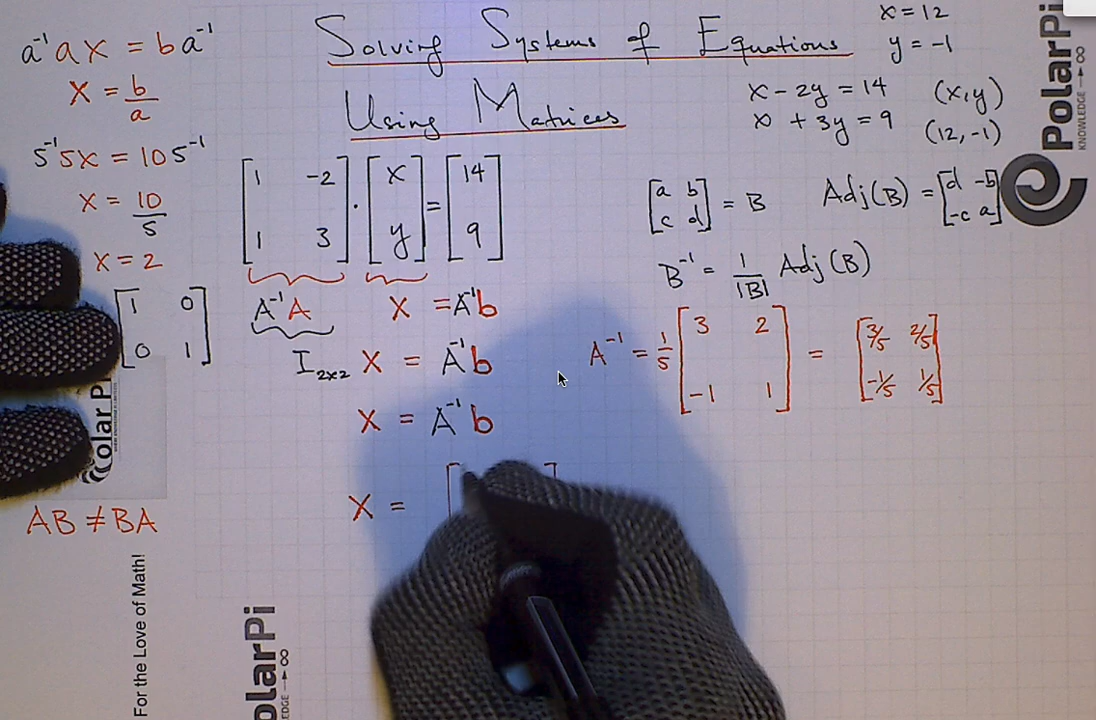 Solving Systems of Equations
Using Matrices
a⁻¹ax = ba⁻¹
x = b/a
5⁻¹5x = 105⁻¹
x = 10/5
x = 2
[1 0
0 1]
AB ≠ BA
[1 -2
1 3] · [x
y] = [14
9]
A⁻¹A X = A⁻¹b
I₂ₓ₂ X = A⁻¹b
X = A⁻¹b
X = [
x = 12
y = -1
x - 2y = 14 (x,y)
x + 3y = 9 (12,-1)
[a b
c d] = B Adj(B) = [d -b
-c a]
B⁻¹ = 1/|B| Adj(B)
A⁻¹ = 1/5 [3 2
-1 1] = [3/5 2/5
-1/5 1/5]
PolarPi
KNOWLEDGE → ∞
olar P
For the Love of Math!
olarPi
EDGE → ∞